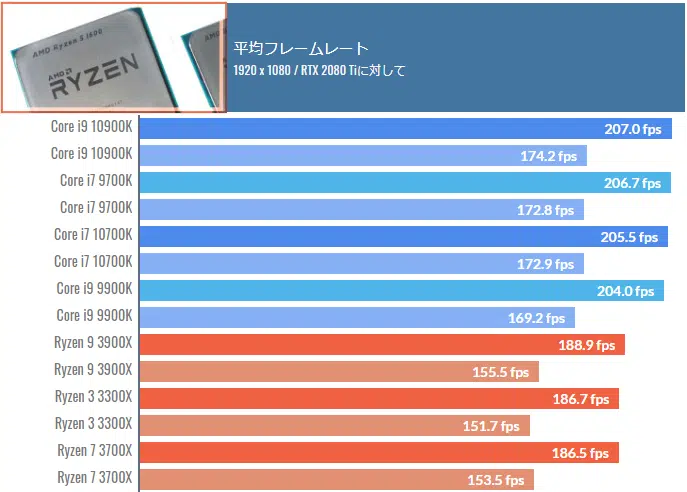 AMD Ryzen 5 1600
AMD
RYZEN
平均フレームレート
1920 x 1080 / RTX 2080 Tiに対して
Core i9 10900K 207.0 fps
Core i9 10900K 174.2 fps
Core i7 9700K 206.7 fps
Core i7 9700K 172.8 fps
Core i7 10700K 205.5 fps
Core i7 10700K 172.9 fps
Core i9 9900K 204.0 fps
Core i9 9900K 169.2 fps
Ryzen 9 3900X 188.9 fps
Ryzen 9 3900X 155.5 fps
Ryzen 3 3300X 186.7 fps
Ryzen 3 3300X 151.7 fps
Ryzen 7 3700X 186.5 fps
Ryzen 7 3700X 153.5 fps